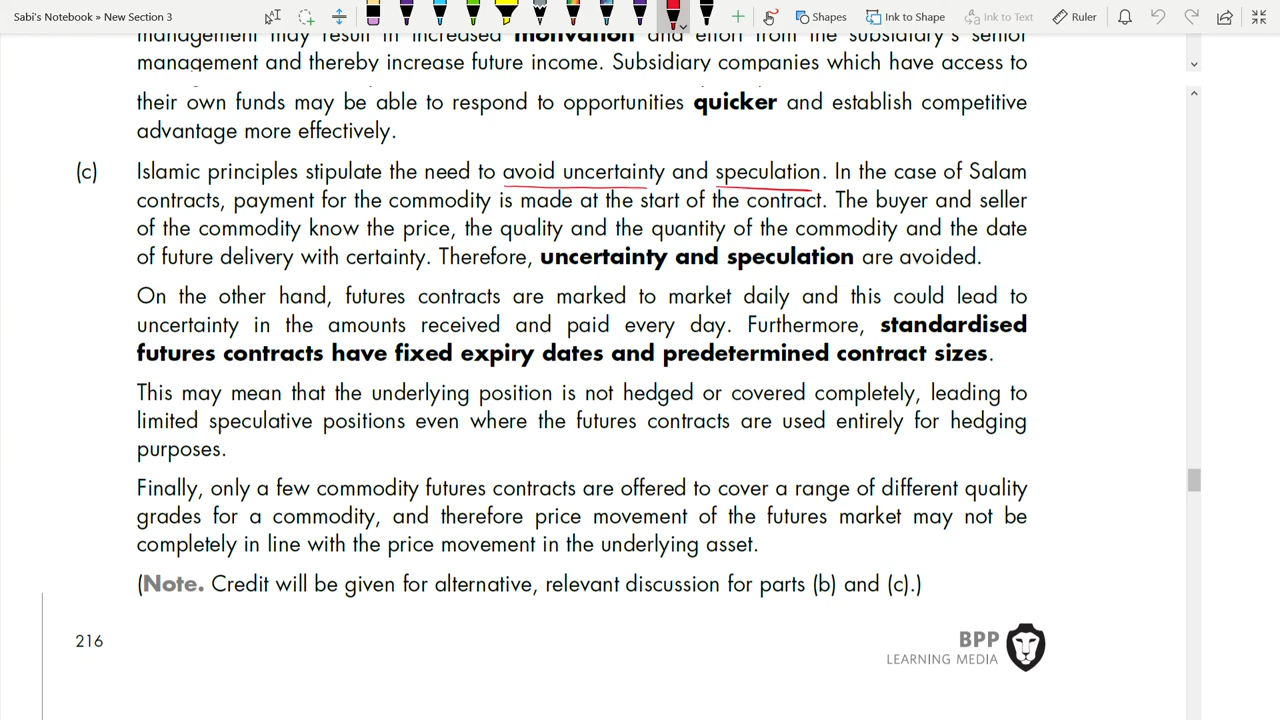 Sabi's Notebook » New Section 3
Shapes
Ink to Shape
Ink to Text
Ruler
management may result in increased motivation and effort from the subsidiary's senior
management and thereby increase future income. Subsidiary companies which have access to
their own funds may be able to respond to opportunities quicker and establish competitive
advantage more effectively.
(c) Islamic principles stipulate the need to avoid uncertainty and speculation. In the case of Salam
contracts, payment for the commodity is made at the start of the contract. The buyer and seller
of the commodity know the price, the quality and the quantity of the commodity and the date
of future delivery with certainty. Therefore, uncertainty and speculation are avoided.
On the other hand, futures contracts are marked to market daily and this could lead to
uncertainty in the amounts received and paid every day. Furthermore, standardised
futures contracts have fixed expiry dates and predetermined contract sizes.
This may mean that the underlying position is not hedged or covered completely, leading to
limited speculative positions even where the futures contracts are used entirely for hedging
purposes.
Finally, only a few commodity futures contracts are offered to cover a range of different quality
grades for a commodity, and therefore price movement of the futures market may not be
completely in line with the price movement in the underlying asset.
(Note. Credit will be given for alternative, relevant discussion for parts (b) and (c).)
216
BPP
LEARNING MEDIA